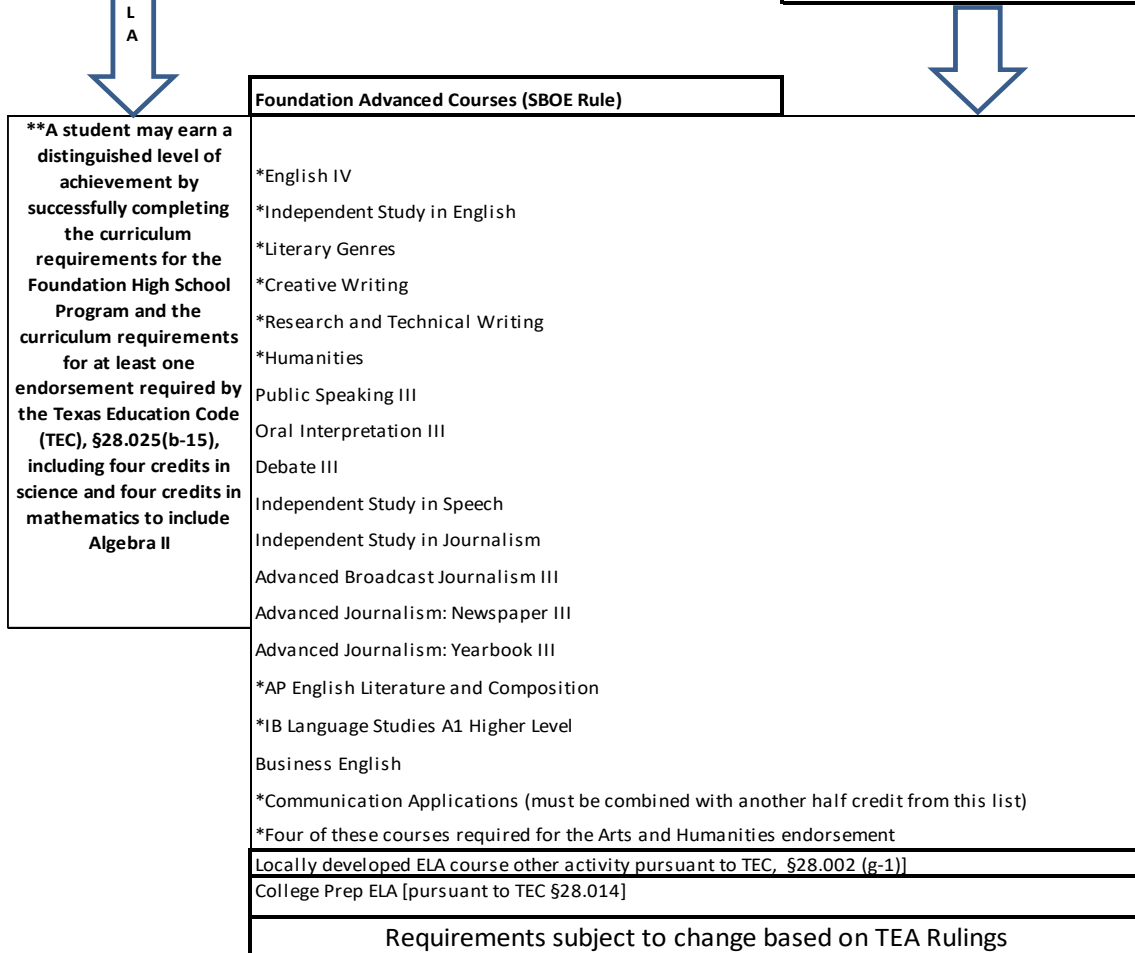 L
A
Foundation Advanced Courses (SBOE Rule)
**A student may earn a
distinguished level of
achievement by
successfully completing
the curriculum
requirements for the
Foundation High School
Program and the
curriculum requirements
for at least one
endorsement required by
the Texas Education Code
(TEC), §28.025(b-15),
including four credits in
science and four credits in
mathematics to include
Algebra II
*English IV
*Independent Study in English
*Literary Genres
*Creative Writing
*Research and Technical Writing
*Humanities
Public Speaking III
Oral Interpretation III
Debate III
Independent Study in Speech
Independent Study in Journalism
Advanced Broadcast Journalism III
Advanced Journalism: Newspaper III
Advanced Journalism: Yearbook III
*AP English Literature and Composition
*IB Language Studies A1 Higher Level
Business English
*Communication Applications (must be combined with another half credit from this list)
*Four of these courses required for the Arts and Humanities endorsement
Locally developed ELA course other activity pursuant to TEC, §28.002 (g-1)]
College Prep ELA [pursuant to TEC §28.014]
Requirements subject to change based on TEA Rulings